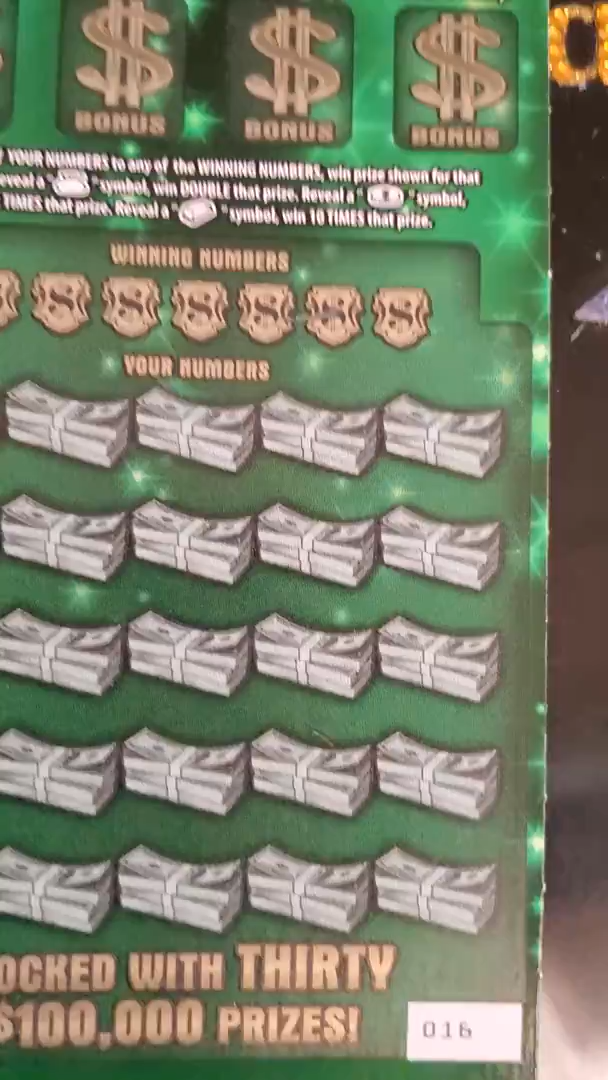 BONUS BONUS BONUS
YOUR NUMBERS to any of the WINNING NUMBERS, win prize shown for that
" symbol, win DOUBLE that prize. Reveal a " " symbol,
TIMES that prize. Reveal a " " symbol, win 10 TIMES that prize.
WINNING NUMBERS
YOUR NUMBERS
OCKED WITH THIRTY
$100,000 PRIZES!
016